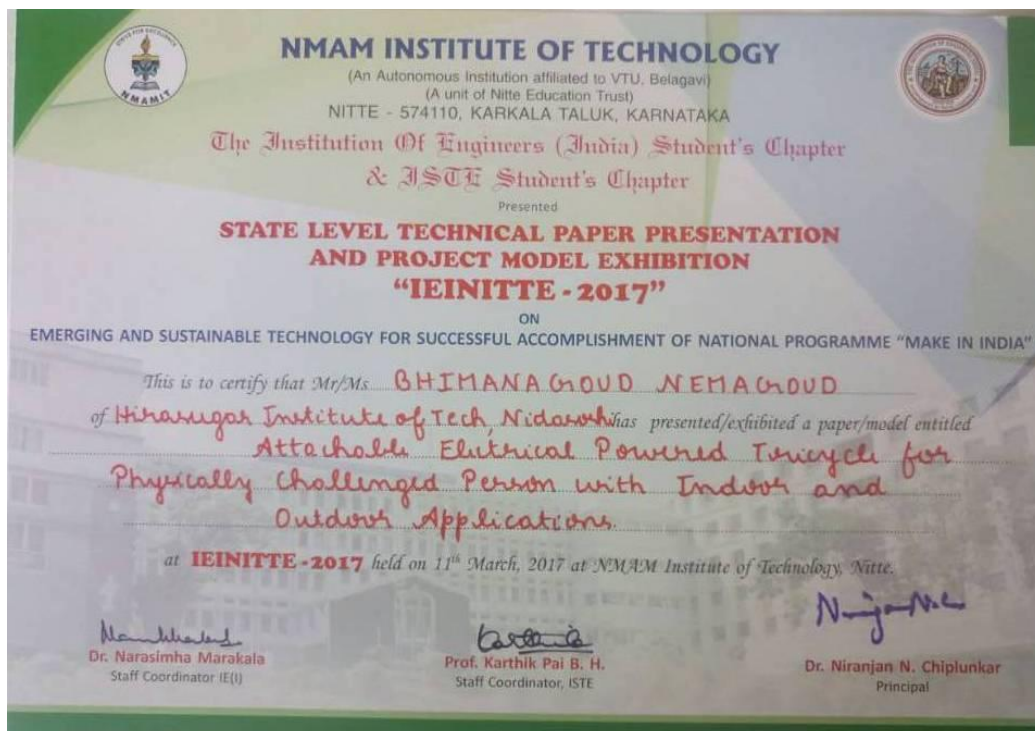 STRIVE FOR EXCELLENCE
NMAMIT
NMAM INSTITUTE OF TECHNOLOGY
(An Autonomous Institution affiliated to VTU, Belagavi)
(A unit of Nitte Education Trust)
NITTE - 574110, KARKALA TALUK, KARNATAKA
The Institution Of Engineers (India) Student's Chapter
& ISTE Student's Chapter
Presented
STATE LEVEL TECHNICAL PAPER PRESENTATION
AND PROJECT MODEL EXHIBITION
“IEINITTE - 2017”
ON
EMERGING AND SUSTAINABLE TECHNOLOGY FOR SUCCESSFUL ACCOMPLISHMENT OF NATIONAL PROGRAMME “MAKE IN INDIA”
This is to certify that Mr/Ms BHIMANAGOUD NEMAGOUD
of Hirasugar Institute of Tech, Nidasoshi has presented/exhibited a paper/model entitled
Attachable Electrical Powered Tricycle for
Physically Challenged Person with Indoor and
Outdoor Applications.
at IEINITTE - 2017 held on 11th March, 2017 at NMAM Institute of Technology, Nitte.
Dr. Narasimha Marakala
Staff Coordinator IE(I)
Prof. Karthik Pai B. H.
Staff Coordinator, ISTE
Dr. Niranjan N. Chiplunkar
Principal